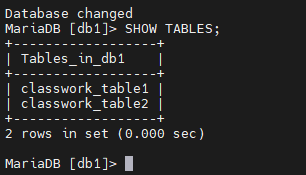 Database changed
MariaDB [db1]> SHOW TABLES;
+------------------+
| Tables_in_db1    |
+------------------+
| classwork_table1 |
| classwork_table2 |
+------------------+
2 rows in set (0.000 sec)

MariaDB [db1]>